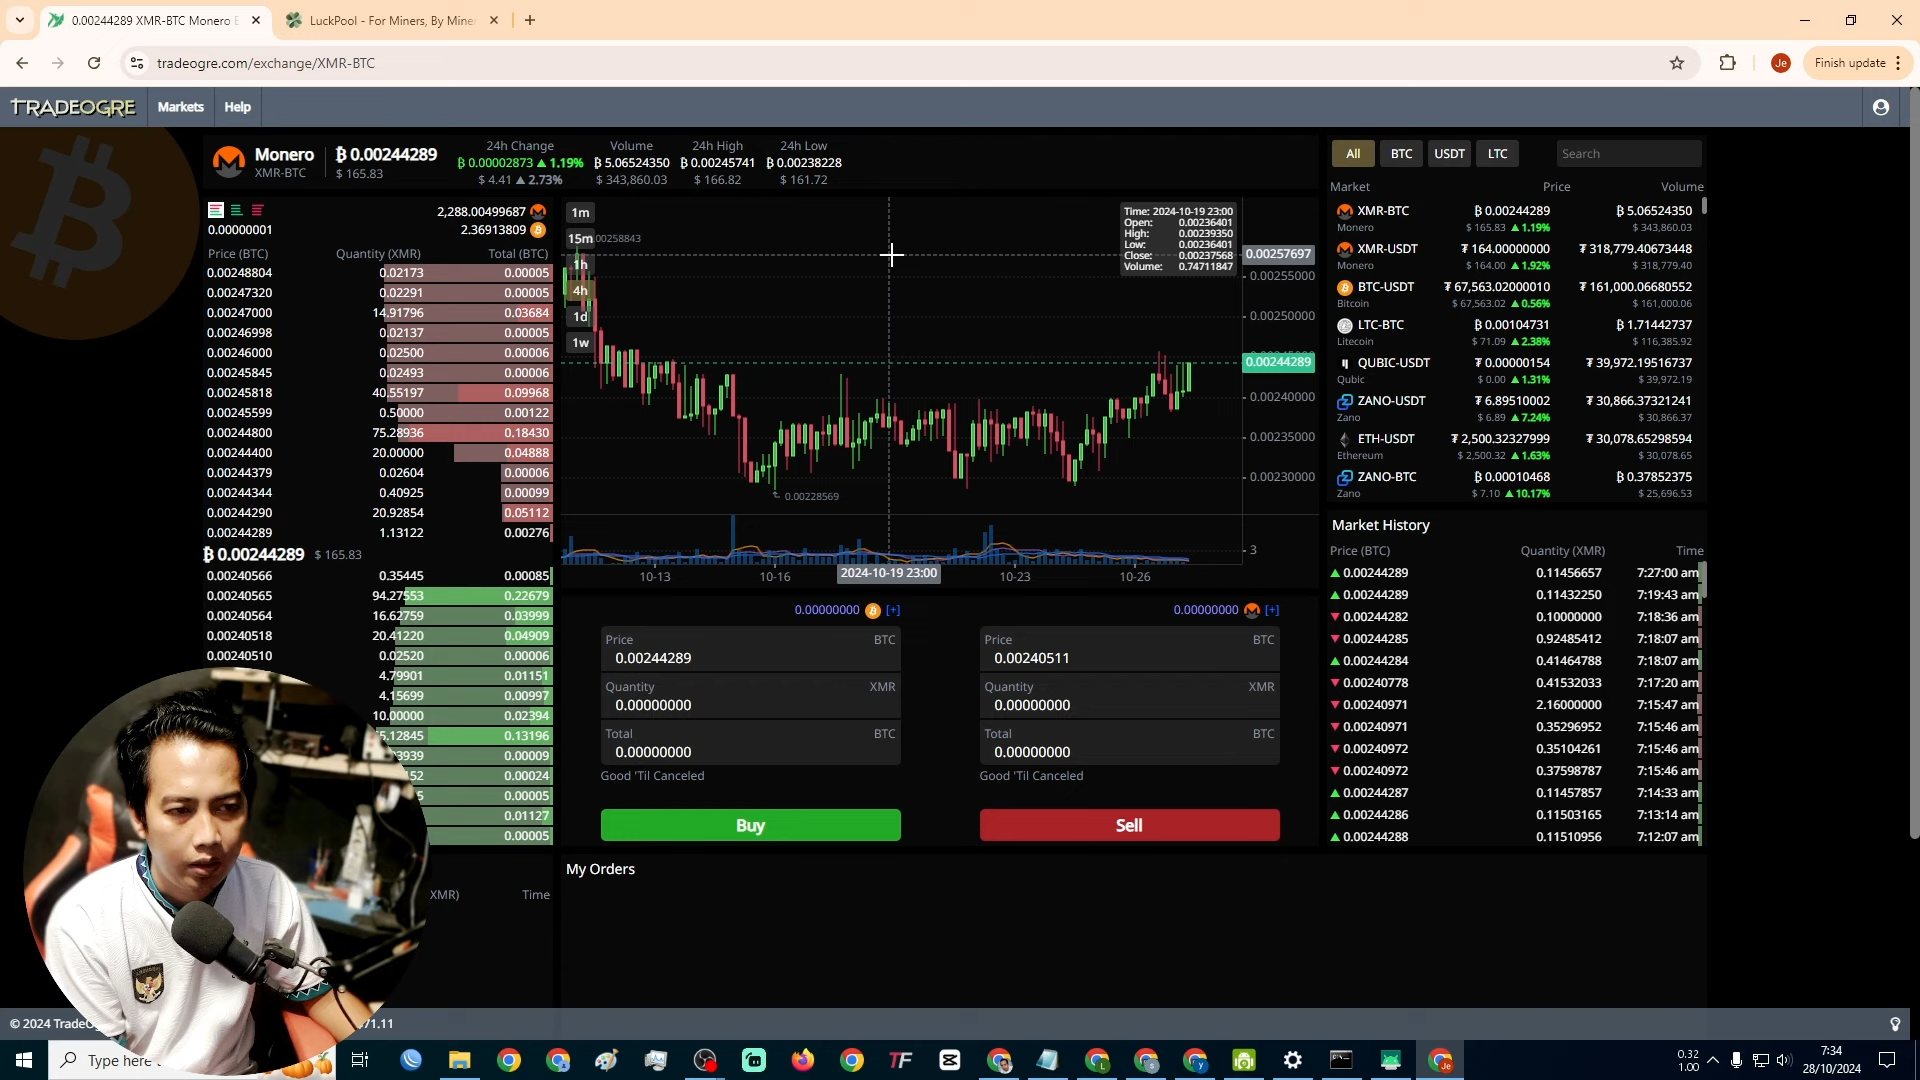 0.00244289 XMR-BTC Monero
LuckPool - For Miners, By Mine
tradeogre.com/exchange/XMR-BTC
Je
Finish update
TRADEOGRE
Markets
Help
Monero
XMR-BTC
₿ 0.00244289
$ 165.83
24h Change
₿ 0.00002873 ▲ 1.19%
$ 4.41 ▲ 2.73%
Volume
₿ 5.06524350
$ 343,860.03
24h High
₿ 0.00245741
$ 166.82
24h Low
₿ 0.00238228
$ 161.72
2,288.00499687
0.00000001 2.36913809
Price (BTC) Quantity (XMR) Total (BTC)
0.00248804 0.02173 0.00005
0.00247320 0.02291 0.00005
0.00247000 14.91796 0.03684
0.00246998 0.02137 0.00005
0.00246000 0.02500 0.00006
0.00245845 0.02493 0.00006
0.00245818 40.55197 0.09968
0.00245599 0.50000 0.00122
0.00244800 75.28936 0.18430
0.00244400 20.00000 0.04888
0.00244379 0.02604 0.00006
0.00244344 0.40925 0.00099
0.00244290 20.92854 0.05112
0.00244289 1.13122 0.00276
₿ 0.00244289 $ 165.83
0.00240566 0.35445 0.00085
0.00240565 94.27553 0.22679
0.00240564 16.62759 0.03999
0.00240518 20.41220 0.04909
0.00240510 0.02520 0.00006
4.79901 0.01151
4.15699 0.00997
10.00000 0.02394
5.12845 0.13196
3939 0.00009
152 0.00024
5 0.00005
0.01127
0.00005
XMR) Time
1m
15m
1h
4h
1d
1w
0.00258843
Time: 2024-10-19 23:00
Open: 0.00236401
High: 0.00239350
Low: 0.00236401
Close: 0.00237568
Volume: 0.74711847
0.00257697
0.00255000
0.00250000
0.00244289
0.00240000
0.00235000
0.00230000
0.00228569
3
10-13
10-16
2024-10-19 23:00
10-23
10-26
0.00000000 [+]
Price BTC
0.00244289
Quantity XMR
0.00000000
Total BTC
0.00000000
Good 'Til Canceled
Buy
0.00000000 [+]
Price BTC
0.00240511
Quantity XMR
0.00000000
Total BTC
0.00000000
Good 'Til Canceled
Sell
My Orders
All
BTC
USDT
LTC
Search
Market Price Volume
XMR-BTC ₿ 0.00244289 ₿ 5.06524350
Monero $ 165.83 ▲ 1.19% $ 343,860.03
XMR-USDT ₮ 164.00000000 ₮ 318,779.40673448
Monero $ 164.00 ▲ 1.92% $ 318,779.40
BTC-USDT ₮ 67,563.02000010 ₮ 161,000.06680552
Bitcoin $ 67,563.02 ▲ 0.56% $ 161,000.06
LTC-BTC ₿ 0.00104731 ₿ 1.71442737
Litecoin $ 71.09 ▲ 2.38% $ 116,385.92
QUBIC-USDT ₮ 0.00000154 ₮ 39,972.19516737
Qubic $ 0.00 ▲ 1.31% $ 39,972.19
ZANO-USDT ₮ 6.89510002 ₮ 30,866.37321241
Zano $ 6.89 ▲ 7.24% $ 30,866.37
ETH-USDT ₮ 2,500.32327999 ₮ 30,078.65298594
Ethereum $ 2,500.32 ▲ 1.63% $ 30,078.65
ZANO-BTC ₿ 0.00010468 ₿ 0.37852375
Zano $ 7.10 ▲ 10.17% $ 25,696.53
Market History
Price (BTC) Quantity (XMR) Time
▲ 0.00244289 0.11456657 7:27:00 am
▲ 0.00244289 0.11432250 7:19:43 am
▼ 0.00244282 0.10000000 7:18:36 am
▼ 0.00244285 0.92485412 7:18:07 am
▲ 0.00244284 0.41464788 7:18:07 am
▼ 0.00240778 0.41532033 7:17:20 am
▼ 0.00240971 2.16000000 7:15:47 am
▼ 0.00240971 0.35296952 7:15:46 am
▼ 0.00240972 0.35104261 7:15:46 am
▼ 0.00240972 0.37598787 7:15:46 am
▲ 0.00244287 0.11457857 7:14:33 am
▲ 0.00244286 0.11503165 7:13:14 am
▲ 0.00244288 0.11510956 7:12:07 am
© 2024 TradeOg
71.11
Type here
TF
0.32
1.00
7:34
28/10/2024